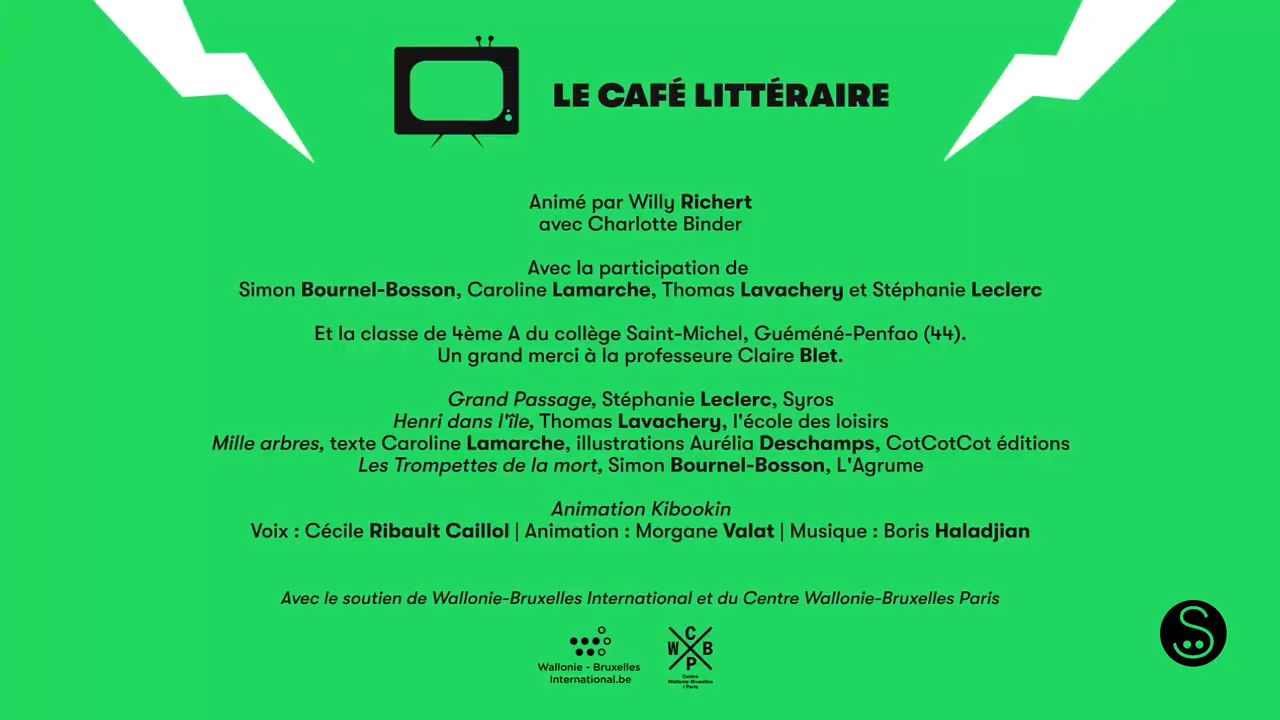 LE CAFÉ LITTÉRAIRE
Animé par Willy Richert
avec Charlotte Binder
Avec la participation de
Simon Bournel-Bosson, Caroline Lamarche, Thomas Lavachery et Stéphanie Leclerc
Et la classe de 4ème A du collège Saint-Michel, Guéméné-Penfao (44).
Un grand merci à la professeure Claire Blet.
Grand Passage, Stéphanie Leclerc, Syros
Henri dans l'île, Thomas Lavachery, l'école des loisirs
Mille arbres, texte Caroline Lamarche, illustrations Aurélia Deschamps, CotCotCot éditions
Les Trompettes de la mort, Simon Bournel-Bosson, L'Agrume
Animation Kibookin
Voix : Cécile Ribault Caillol | Animation : Morgane Valat | Musique : Boris Haladjian
Avec le soutien de Wallonie-Bruxelles International et du Centre Wallonie-Bruxelles Paris
Wallonie - Bruxelles
International.be
C
W B
P
Centre
Wallonie-Bruxelles
/ Paris
S